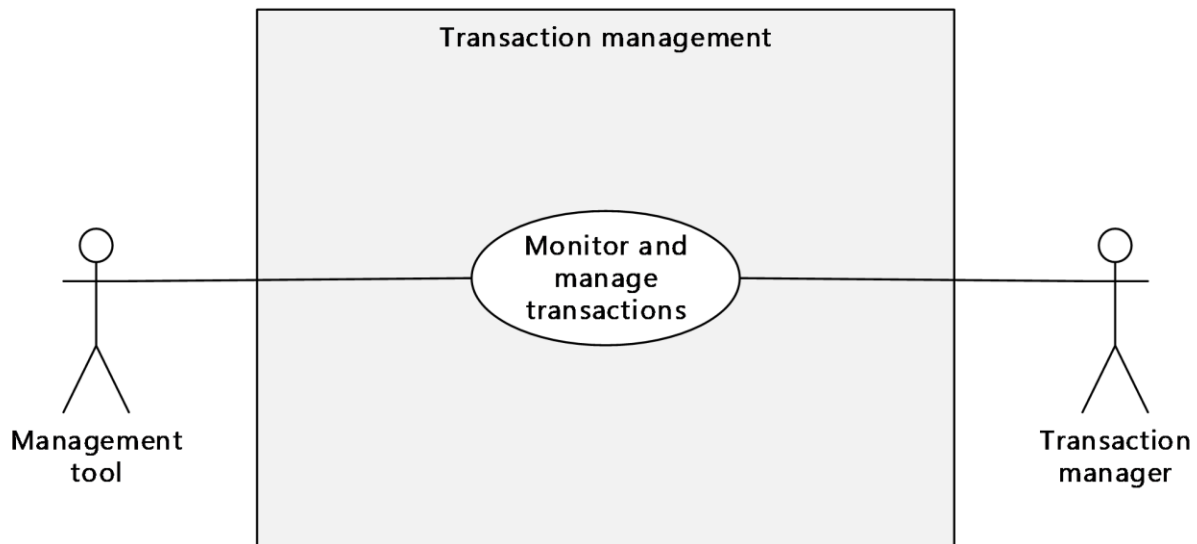 Transaction management
Monitor and
manage
transactions
Management
tool
Transaction
manager